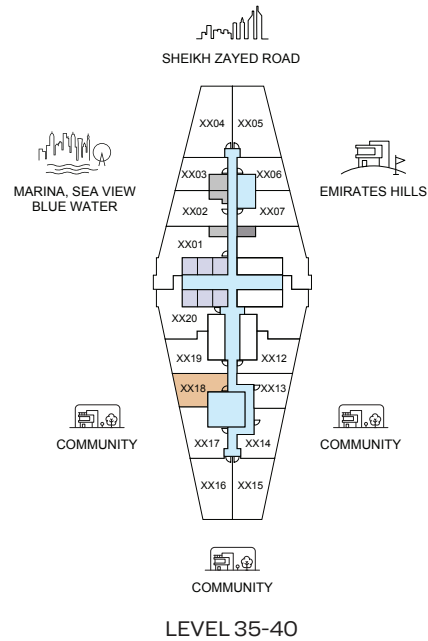 SHEIKH ZAYED ROAD
XX04 XX05
XX03 XX06
MARINA, SEA VIEW
BLUE WATER
EMIRATES HILLS
XX02 XX07
XX01
XX20
XX19 XX12
XX18 XX13
COMMUNITY
COMMUNITY
XX17 XX14
XX16 XX15
COMMUNITY
LEVEL 35-40